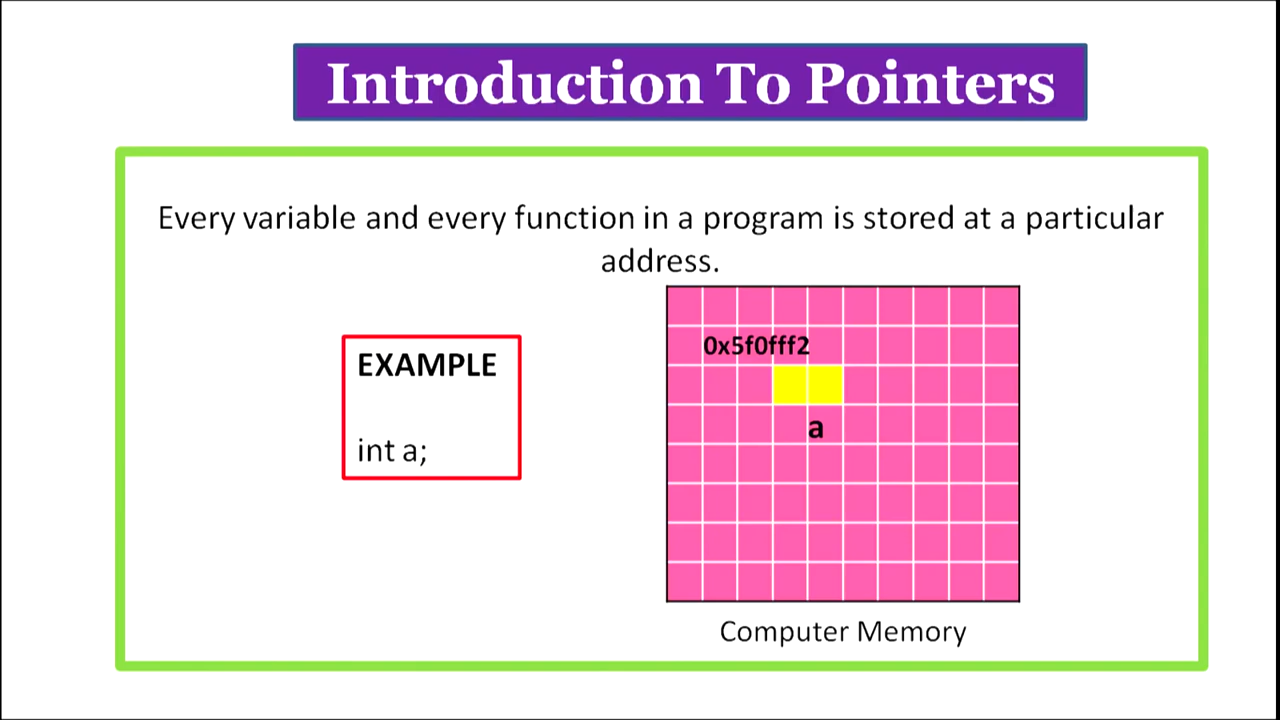 Introduction To Pointers
Every variable and every function in a program is stored at a particular
address.
EXAMPLE
int a;
0x5f0fff2
a
Computer Memory